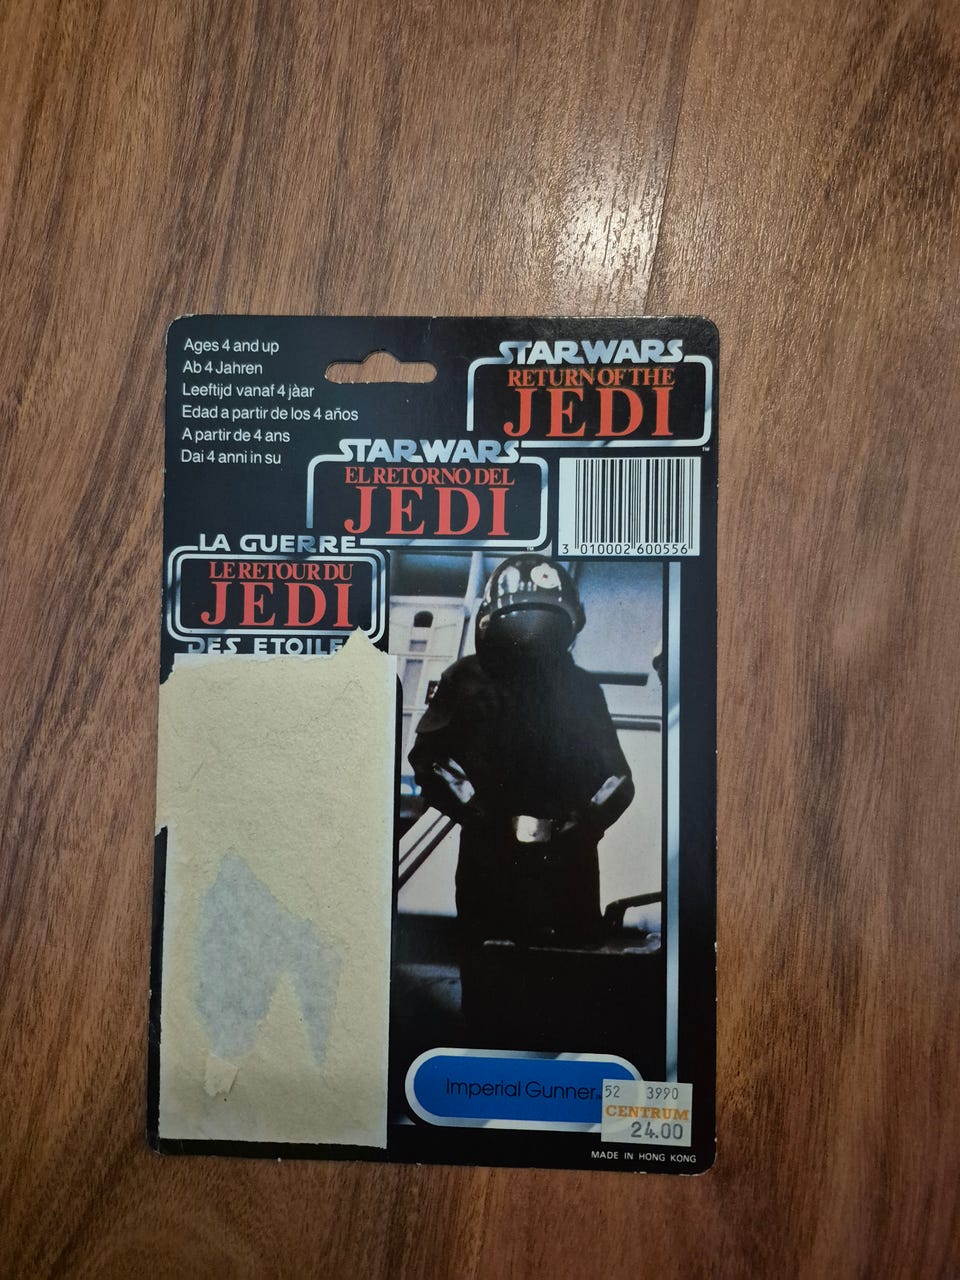 Ages 4 and up
Ab 4 Jahren
Leeftijd vanaf 4 jàar
Edad a partir de los 4 años
A partir de 4 ans
Dai 4 anni in su
STAR WARS
RETURN OF THE
JEDI
TM
STAR WARS
EL RETORNO DEL
JEDI
TM
3 010002 600556
LA GUERRE
LE RETOUR DU
JEDI
DES ETOILE
Imperial Gunner
52 3990
CENTRUM
24.00
MADE IN HONG KONG